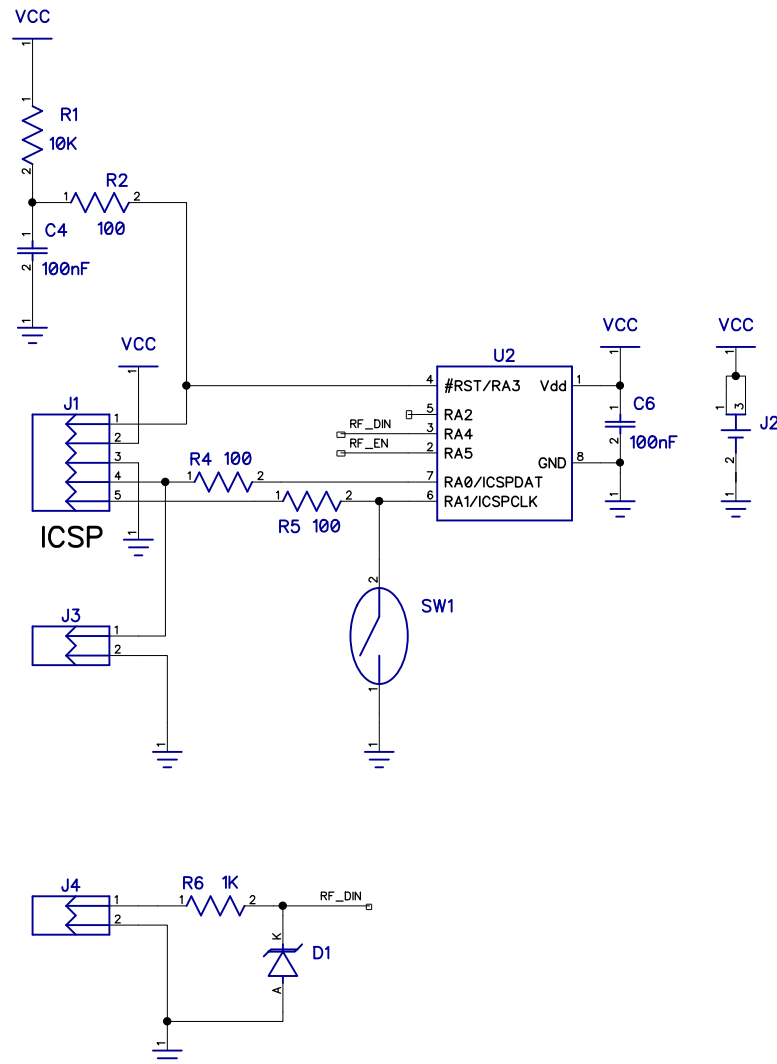 VCC
1
1
R1
10K
2
R2
1
2
100
1
C4
2
100nF
1
VCC
1
VCC
1
VCC
1
U2
4
#RST/RA3
Vdd
1
5
RA2
RF_DIN
3
RA4
RF_EN
2
RA5
GND
8
7
RA0/ICSPDAT
6
RA1/ICSPCLK
1
C6
2
100nF
1
1
3
J2
2
1
J1
1
2
3
4
5
ICSP
1
R4 100
1
2
1
2
R5 100
2
SW1
1
1
J3
1
2
1
J4
1
2
R6 1K
1
2
RF_DIN
K
D1
A
1